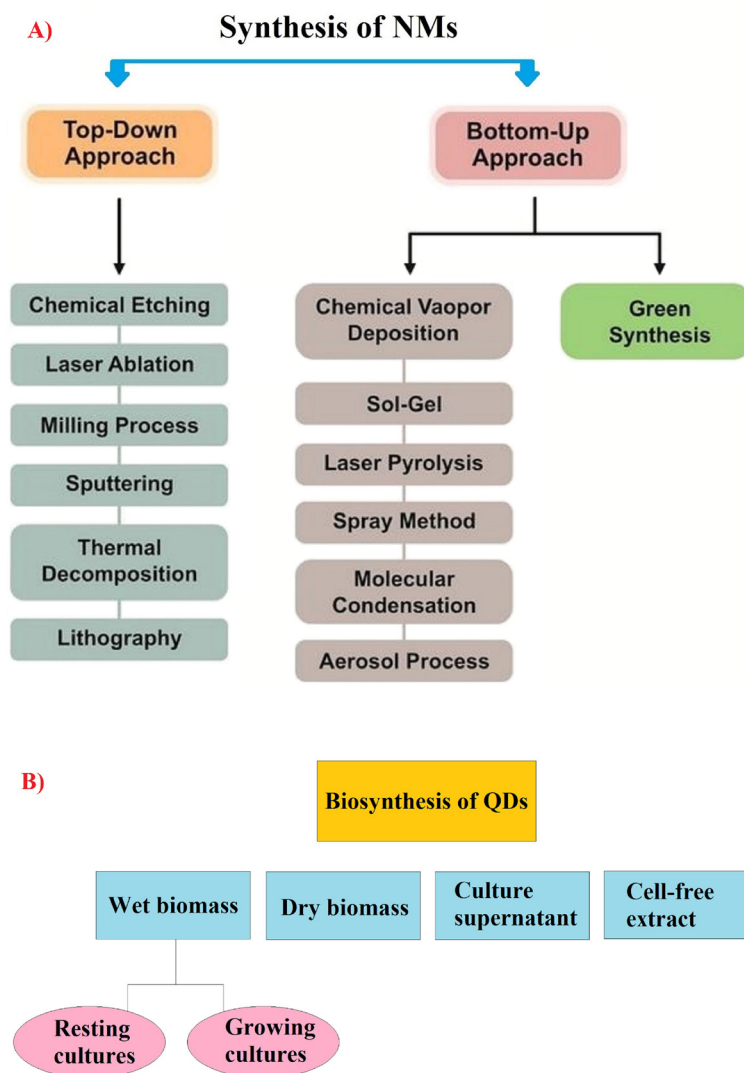 A)
Synthesis of NMs
Top-Down
Approach
Bottom-Up
Approach
Chemical Etching
Laser Ablation
Milling Process
Sputtering
Thermal
Decomposition
Lithography
Chemical Vaopor
Deposition
Sol-Gel
Laser Pyrolysis
Spray Method
Molecular
Condensation
Aerosol Process
Green
Synthesis
B)
Biosynthesis of QDs
Wet biomass
Dry biomass
Culture
supernatant
Cell-free
extract
Resting
cultures
Growing
cultures